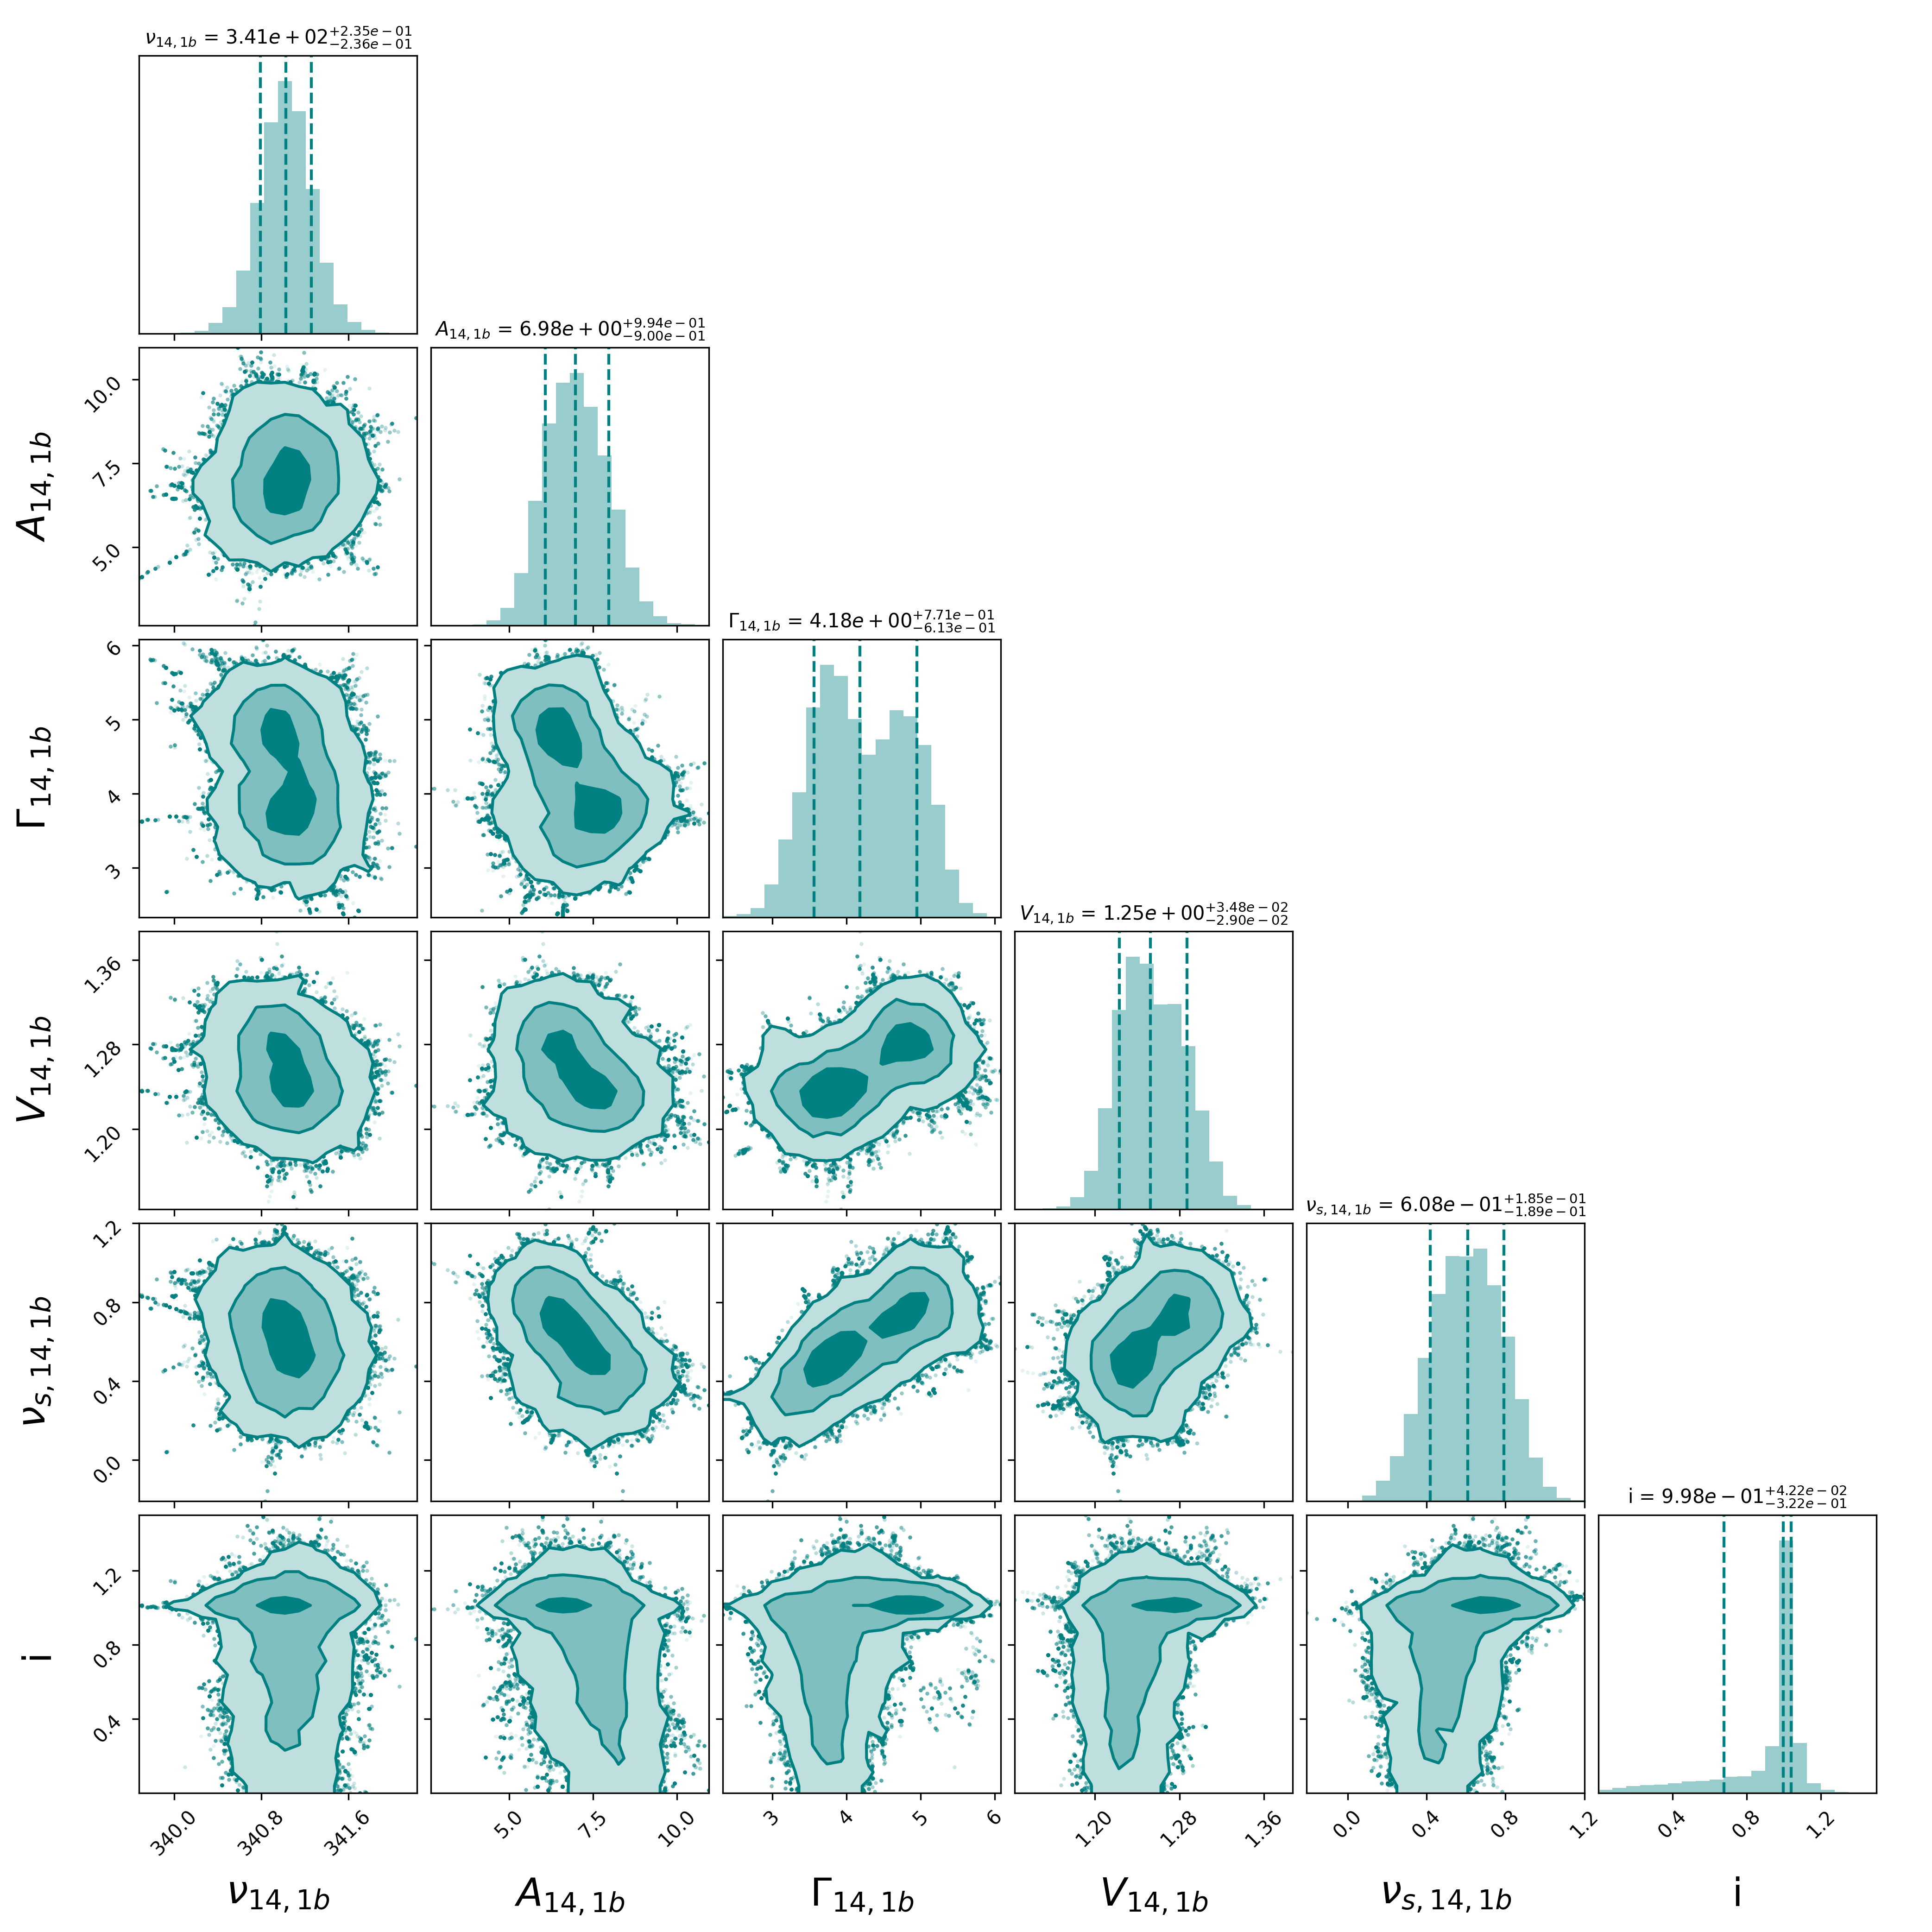 ν14, 1b = 3.41e + 02 +2.35e − 01 −2.36e − 01
A14, 1b = 6.98e + 00 +9.94e − 01 −9.00e − 01
10.0
7.5
5.0
A14, 1b
Γ14, 1b = 4.18e + 00 +7.71e − 01 −6.13e − 01
6
5
4
3
Γ14, 1b
V14, 1b = 1.25e + 00 +3.48e − 02 −2.90e − 02
1.36
1.28
1.20
V14, 1b
νs, 14, 1b = 6.08e − 01 +1.85e − 01 −1.89e − 01
1.2
0.8
0.4
0.0
νs, 14, 1b
i = 9.98e − 01 +4.22e − 02 −3.22e − 01
1.2
0.8
0.4
i
340.0 340.8 341.6 5.0 7.5 10.0 3 4 5 6 1.20 1.28 1.36 0.0 0.4 0.8 1.2 0.4 0.8 1.2
ν14, 1b A14, 1b Γ14, 1b V14, 1b νs, 14, 1b i